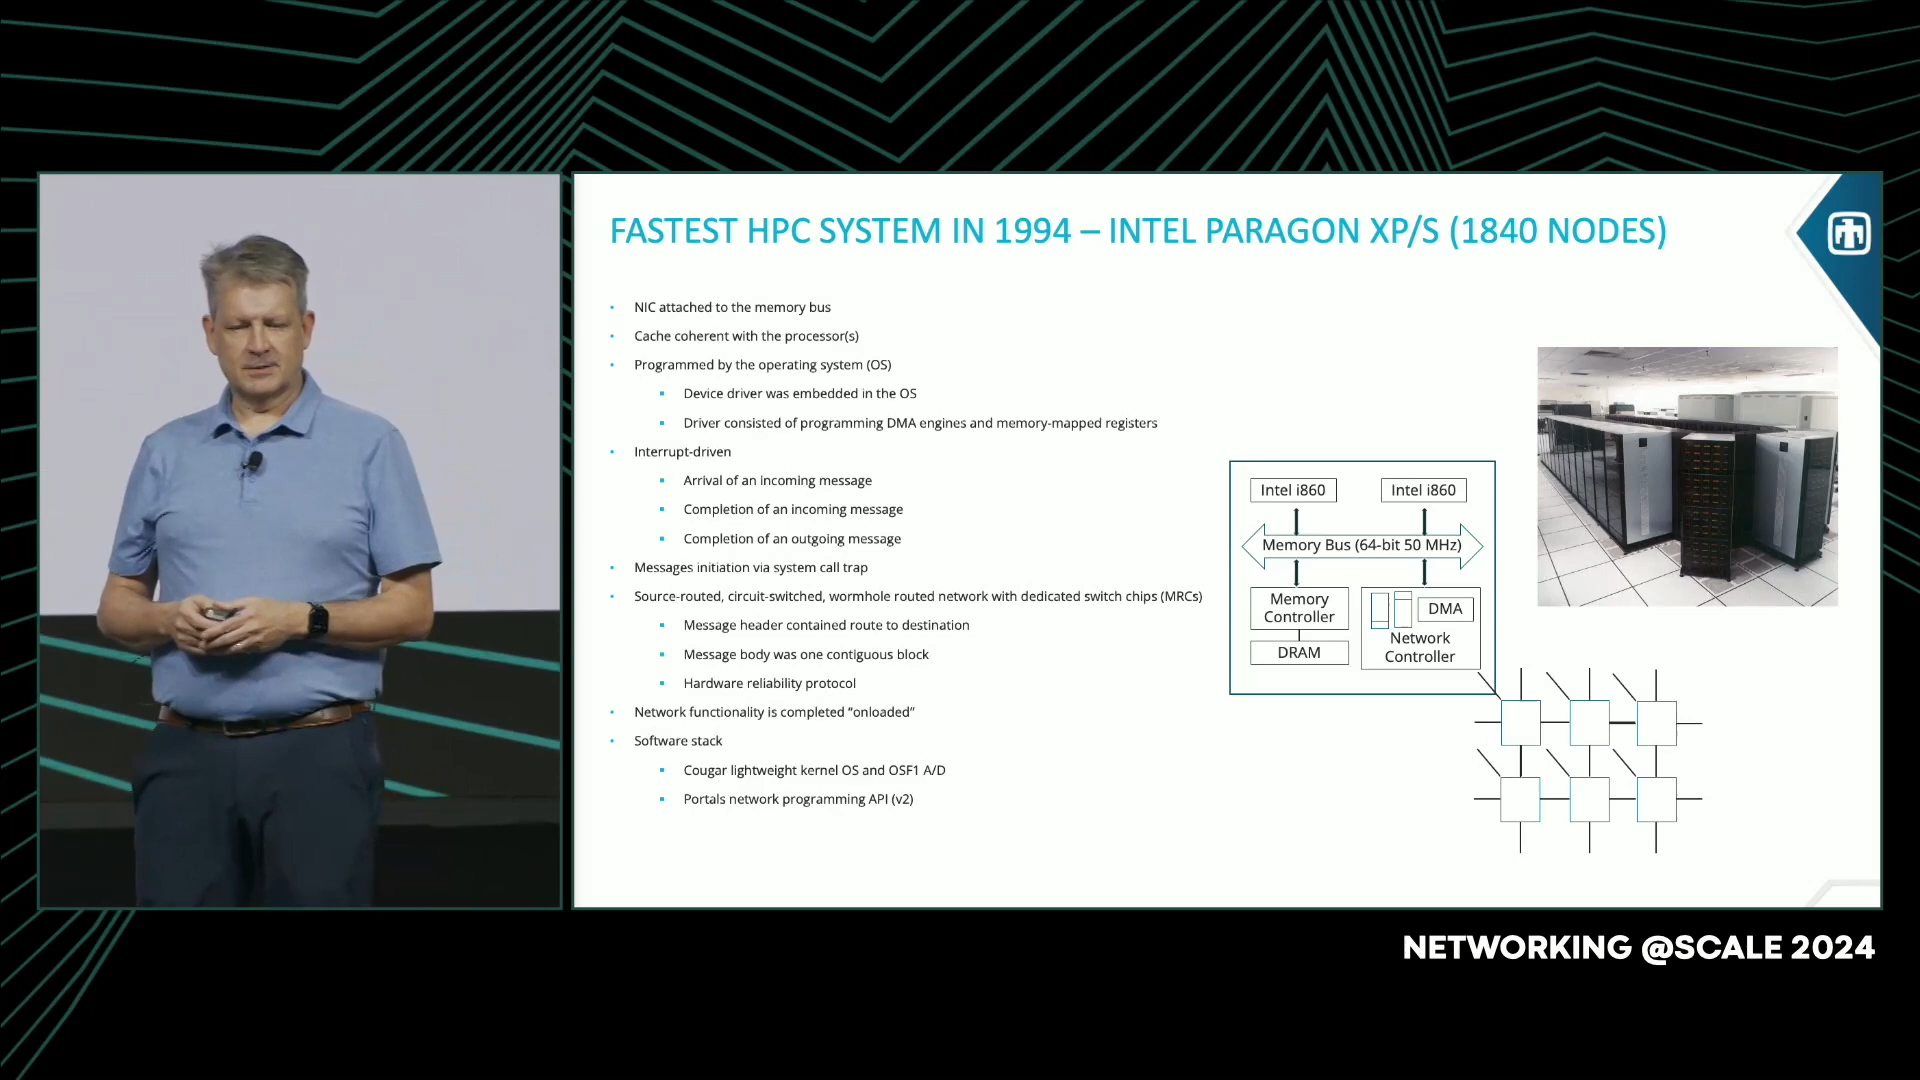 FASTEST HPC SYSTEM IN 1994 – INTEL PARAGON XP/S (1840 NODES)
• NIC attached to the memory bus
• Cache coherent with the processor(s)
• Programmed by the operating system (OS)
▪ Device driver was embedded in the OS
▪ Driver consisted of programming DMA engines and memory-mapped registers
• Interrupt-driven
▪ Arrival of an incoming message
▪ Completion of an incoming message
▪ Completion of an outgoing message
• Messages initiation via system call trap
• Source-routed, circuit-switched, wormhole routed network with dedicated switch chips (MRCs)
▪ Message header contained route to destination
▪ Message body was one contiguous block
▪ Hardware reliability protocol
• Network functionality is completed “onloaded”
• Software stack
▪ Cougar lightweight kernel OS and OSF1 A/D
▪ Portals network programming API (v2)
Intel i860
Intel i860
Memory Bus (64-bit 50 MHz)
Memory
Controller
DRAM
DMA
Network
Controller
NETWORKING @SCALE 2024